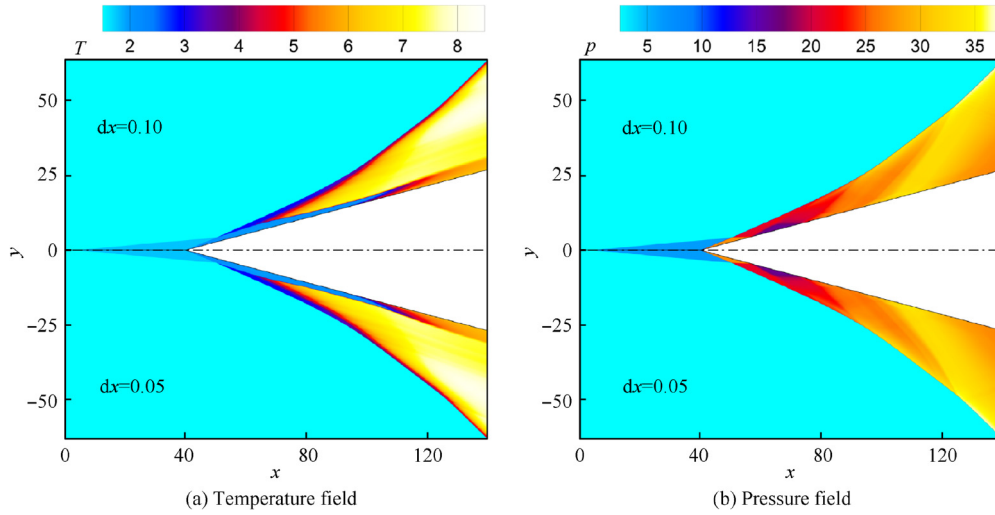 T 2 3 4 5 6 7 8
y
50
25
0
−25
−50
dx=0.10
dx=0.05
0 40 80 120
x
(a) Temperature field
p 5 10 15 20 25 30 35
y
50
25
0
−25
−50
dx=0.10
dx=0.05
0 40 80 120
x
(b) Pressure field